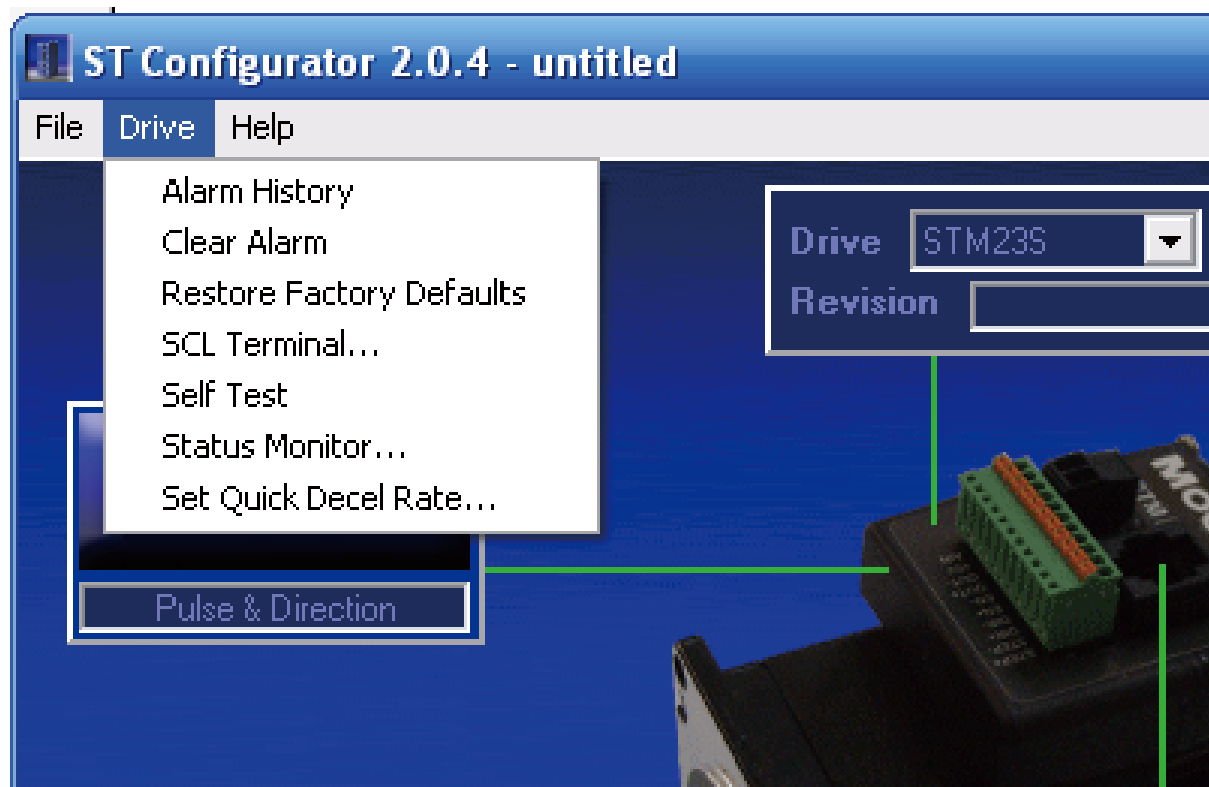 ST Configurator 2.0.4 - untitled
File Drive Help
Alarm History
Clear Alarm
Restore Factory Defaults
SCL Terminal...
Self Test
Status Monitor...
Set Quick Decel Rate...
Drive STM23S
Revision
Pulse & Direction
STM